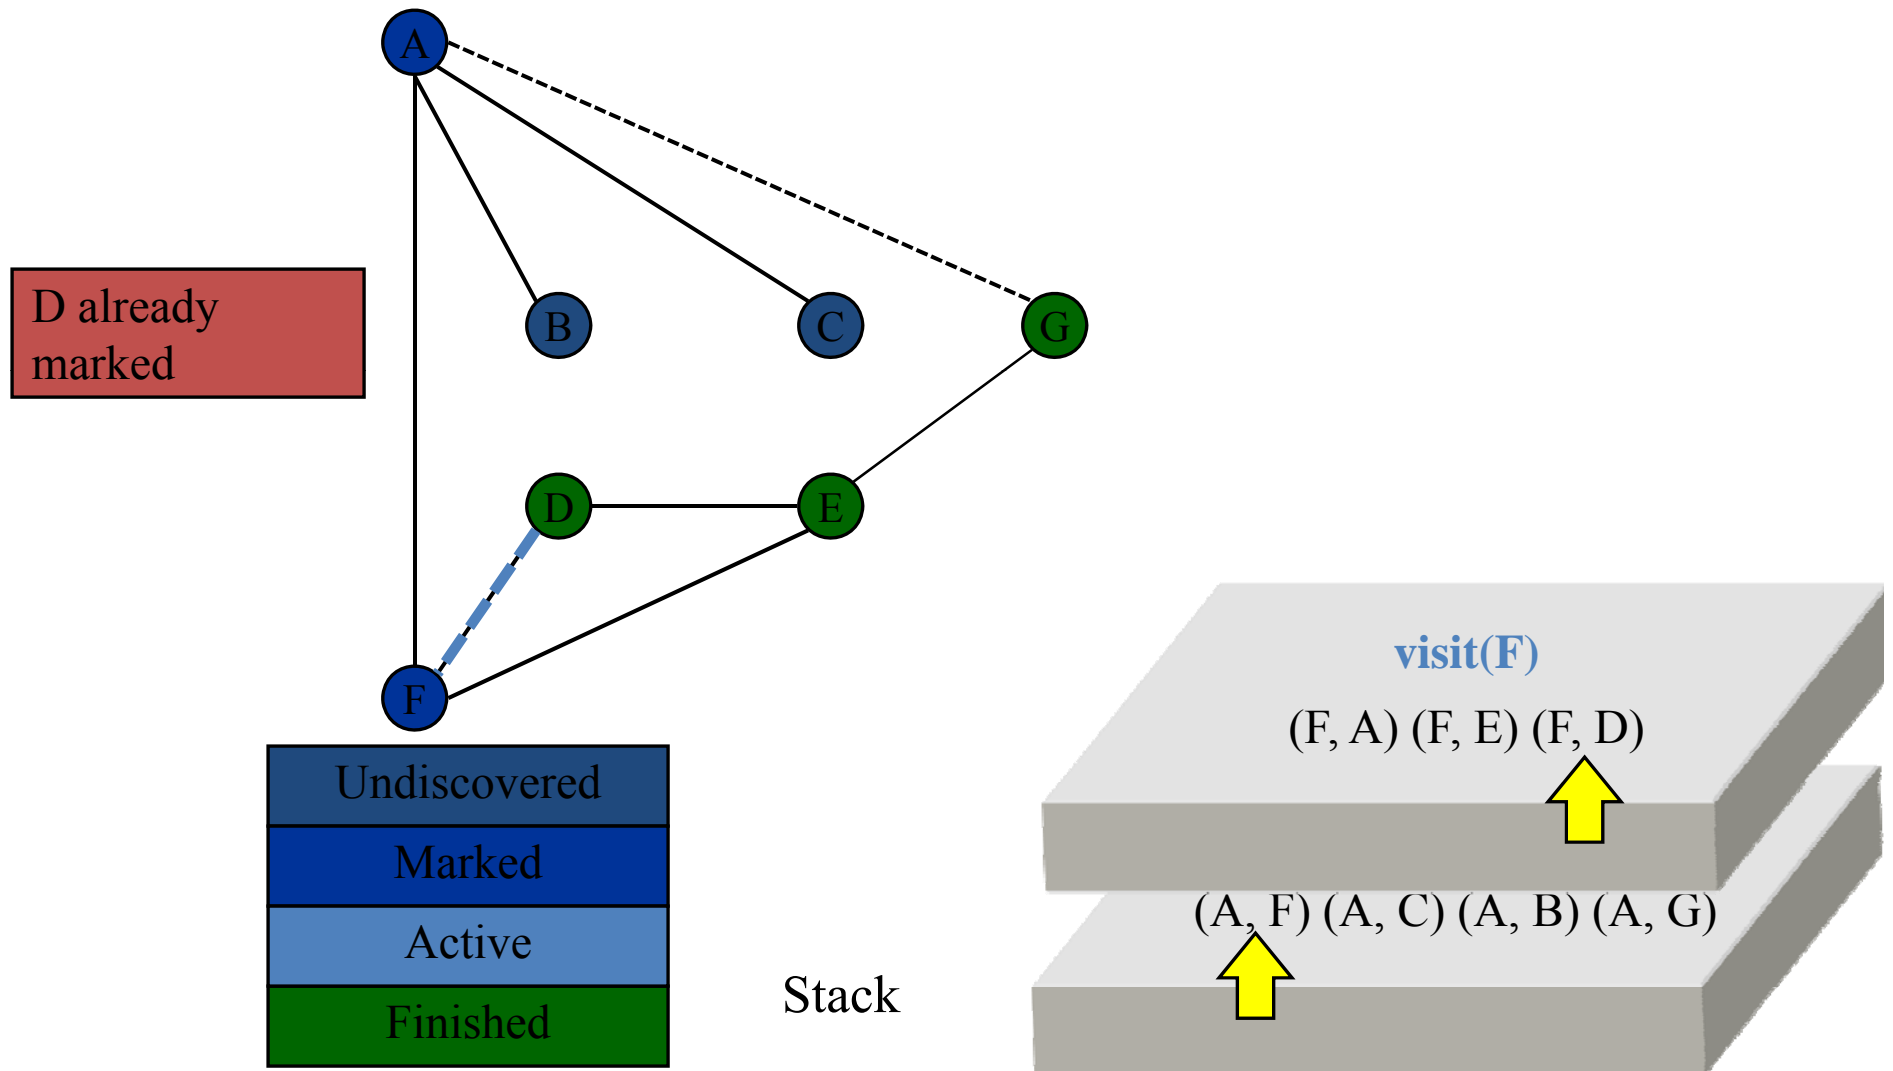 A
D already
marked
B
C
G
D
E
visit(F)
F
(F, A) (F, E) (F, D)
Undiscovered
Marked
(A, F) (A, C) (A, B) (A, G)
Active
Stack
Finished